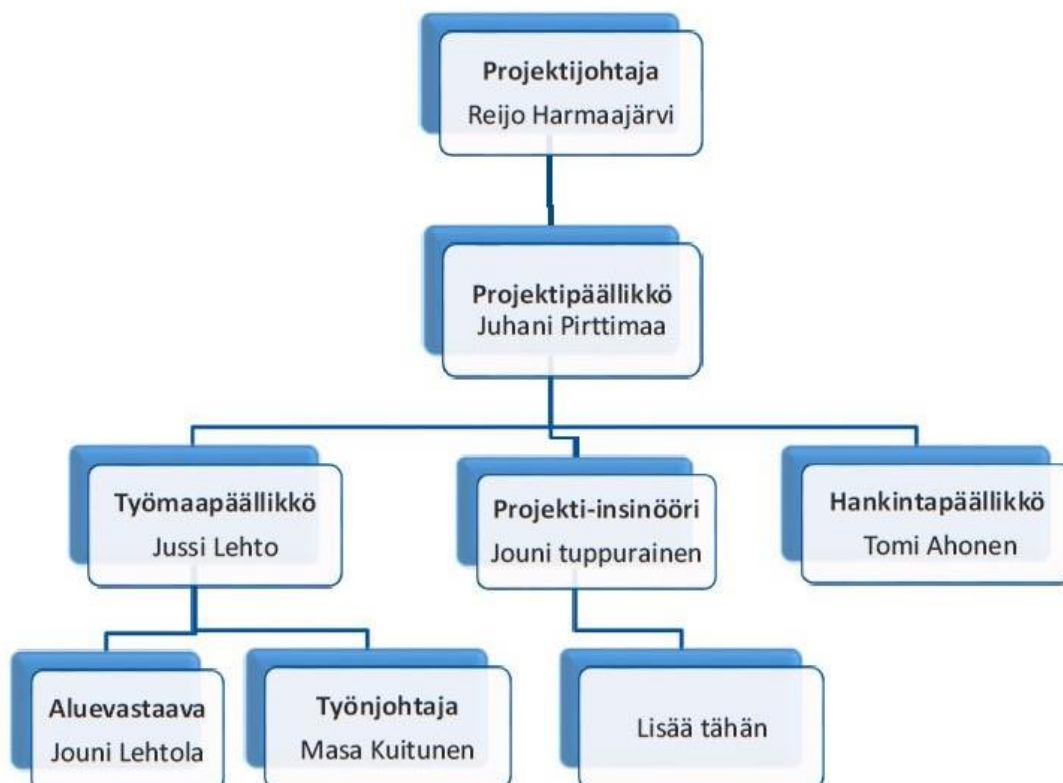 Projektijohtaja
Reijo Harmaajärvi
Projektipäällikkö
Juhani Pirttimaa
Työmaapäällikkö
Jussi Lehto
Projekti-insinööri
Jouni tuppurainen
Hankintapäällikkö
Tomi Ahonen
Aluevastaava
Jouni Lehtola
Työnjohtaja
Masa Kuitunen
Lisää tähän